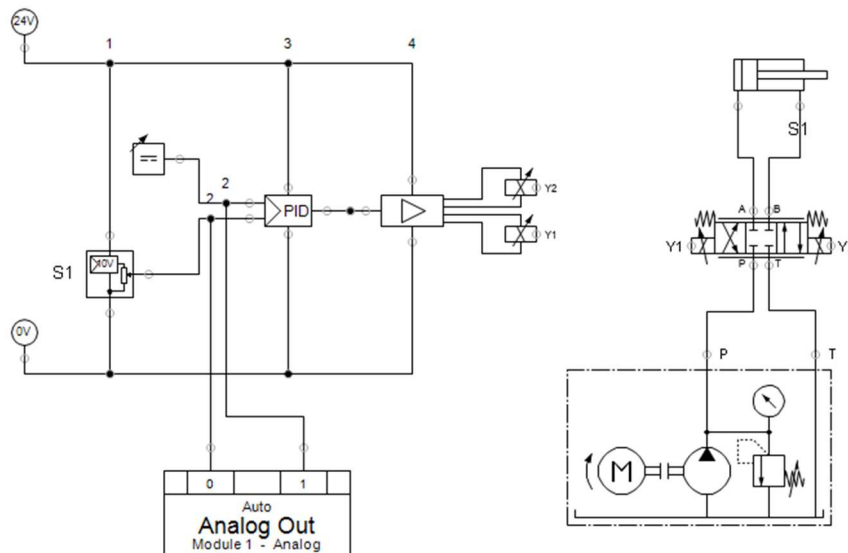 24V
1
3
4
S1
2
2
PID
Y2
Y1
10V
S1
0V
A
B
Y1
Y
P
T
P
T
M
0
1
Auto
Analog Out
Module 1 - Analog